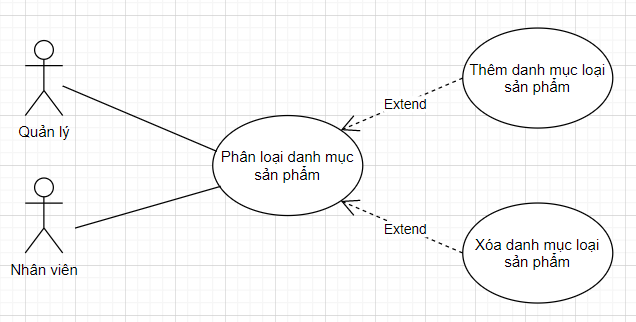 Quản lý
Nhân viên
Phân loại danh mục
sản phẩm
Extend
Thêm danh mục loại
sản phẩm
Extend
Xóa danh mục loại
sản phẩm